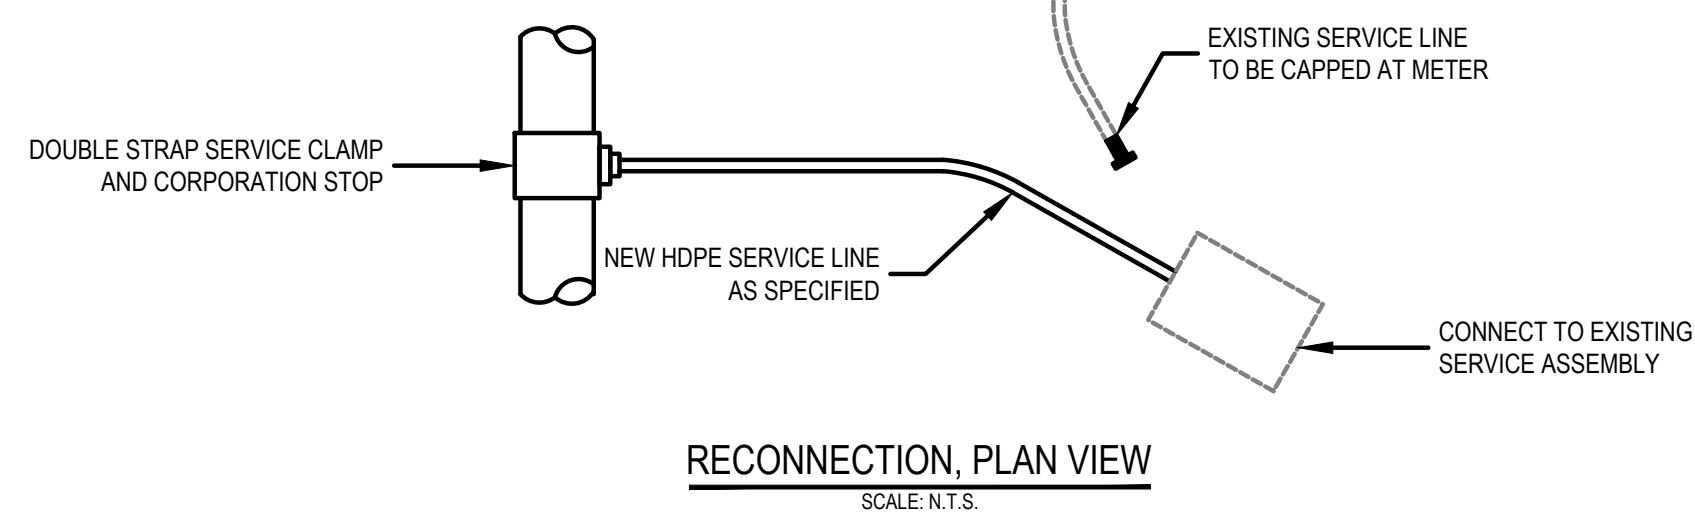 EXISTING SERVICE LINE
TO BE CAPPED AT METER
DOUBLE STRAP SERVICE CLAMP
AND CORPORATION STOP
NEW HDPE SERVICE LINE
AS SPECIFIED
CONNECT TO EXISTING
SERVICE ASSEMBLY
RECONNECTION, PLAN VIEW
SCALE: N.T.S.